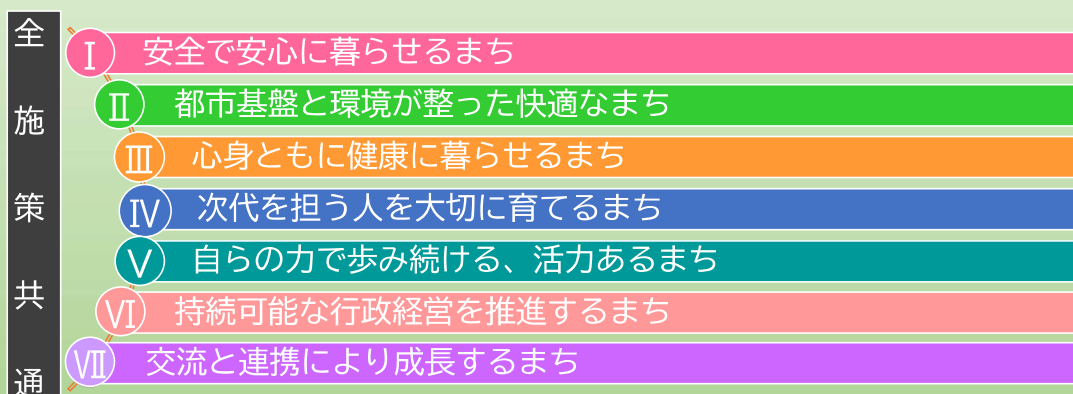 全施策共通
Ⅰ 安全で安心に暮らせるまち
Ⅱ 都市基盤と環境が整った快適なまち
Ⅲ 心身ともに健康に暮らせるまち
Ⅳ 次代を担う人を大切に育てるまち
Ⅴ 自らの力で歩み続ける、活力あるまち
Ⅵ 持続可能な行政経営を推進するまち
Ⅶ 交流と連携により成長するまち